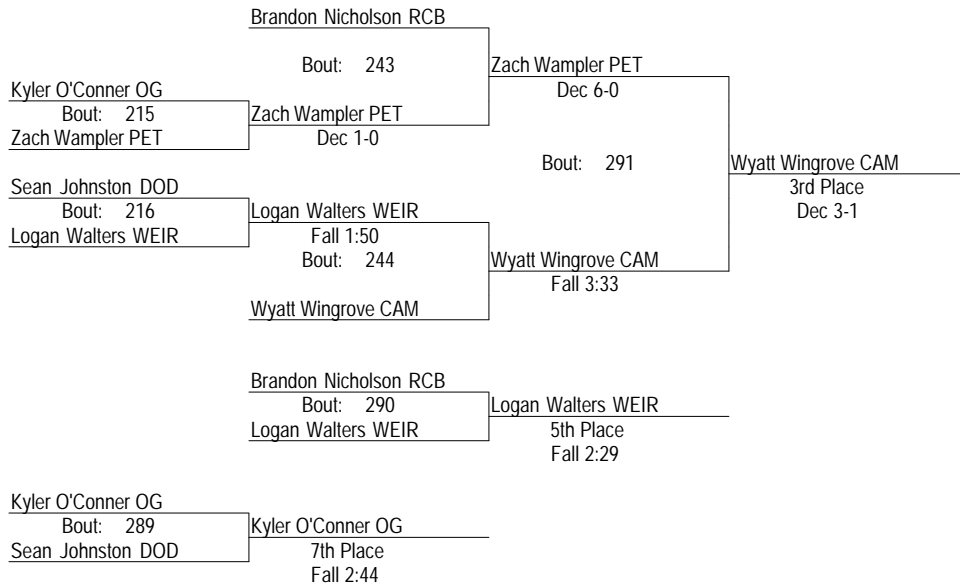 Brandon Nicholson RCB
Bout: 243
Zach Wampler PET
Dec 6-0
Kyler O'Conner OG
Bout: 215
Zach Wampler PET
Zach Wampler PET
Dec 1-0
Bout: 291
Wyatt Wingrove CAM
3rd Place
Dec 3-1
Sean Johnston DOD
Bout: 216
Logan Walters WEIR
Logan Walters WEIR
Fall 1:50
Bout: 244
Wyatt Wingrove CAM
Fall 3:33
Wyatt Wingrove CAM
Brandon Nicholson RCB
Bout: 290
Logan Walters WEIR
Logan Walters WEIR
5th Place
Fall 2:29
Kyler O'Conner OG
Bout: 289
Sean Johnston DOD
Kyler O'Conner OG
7th Place
Fall 2:44